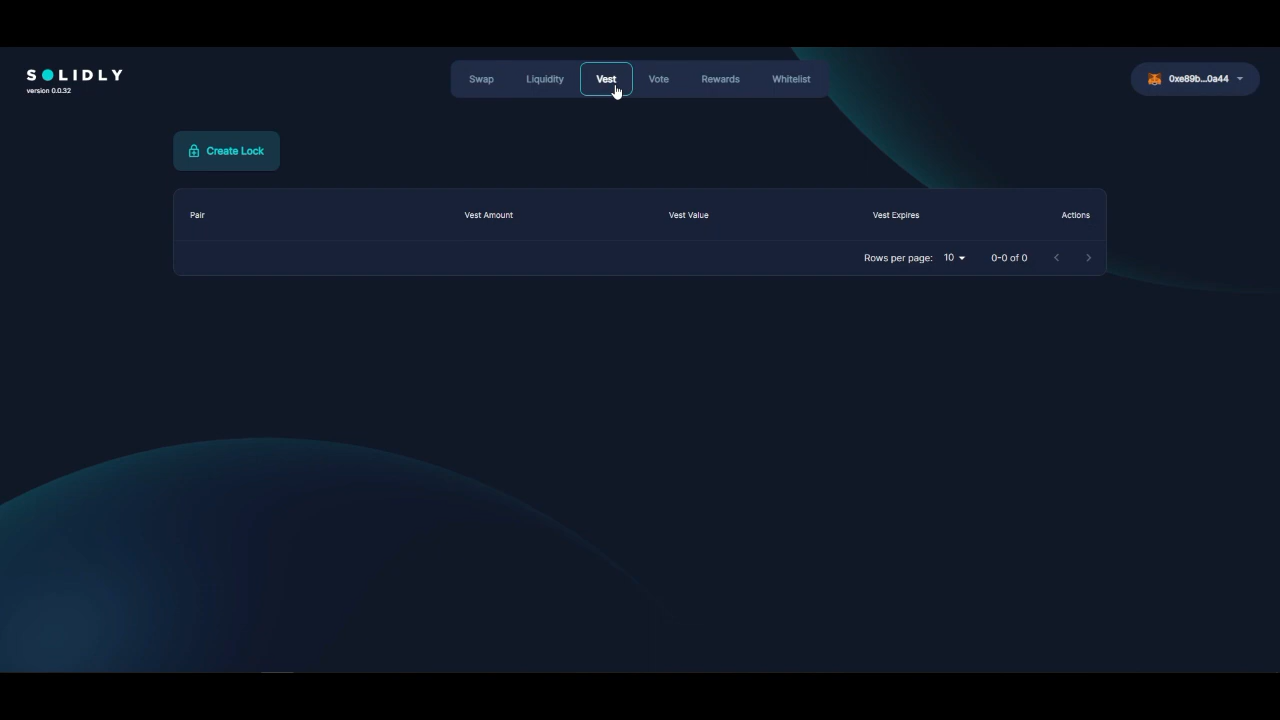 SOLIDLY
version 0.0.32
Swap Liquidity Vest Vote Rewards Whitelist
0xe89b...0a44
Create Lock
Pair Vest Amount Vest Value Vest Expires Actions
Rows per page: 10 0-0 of 0